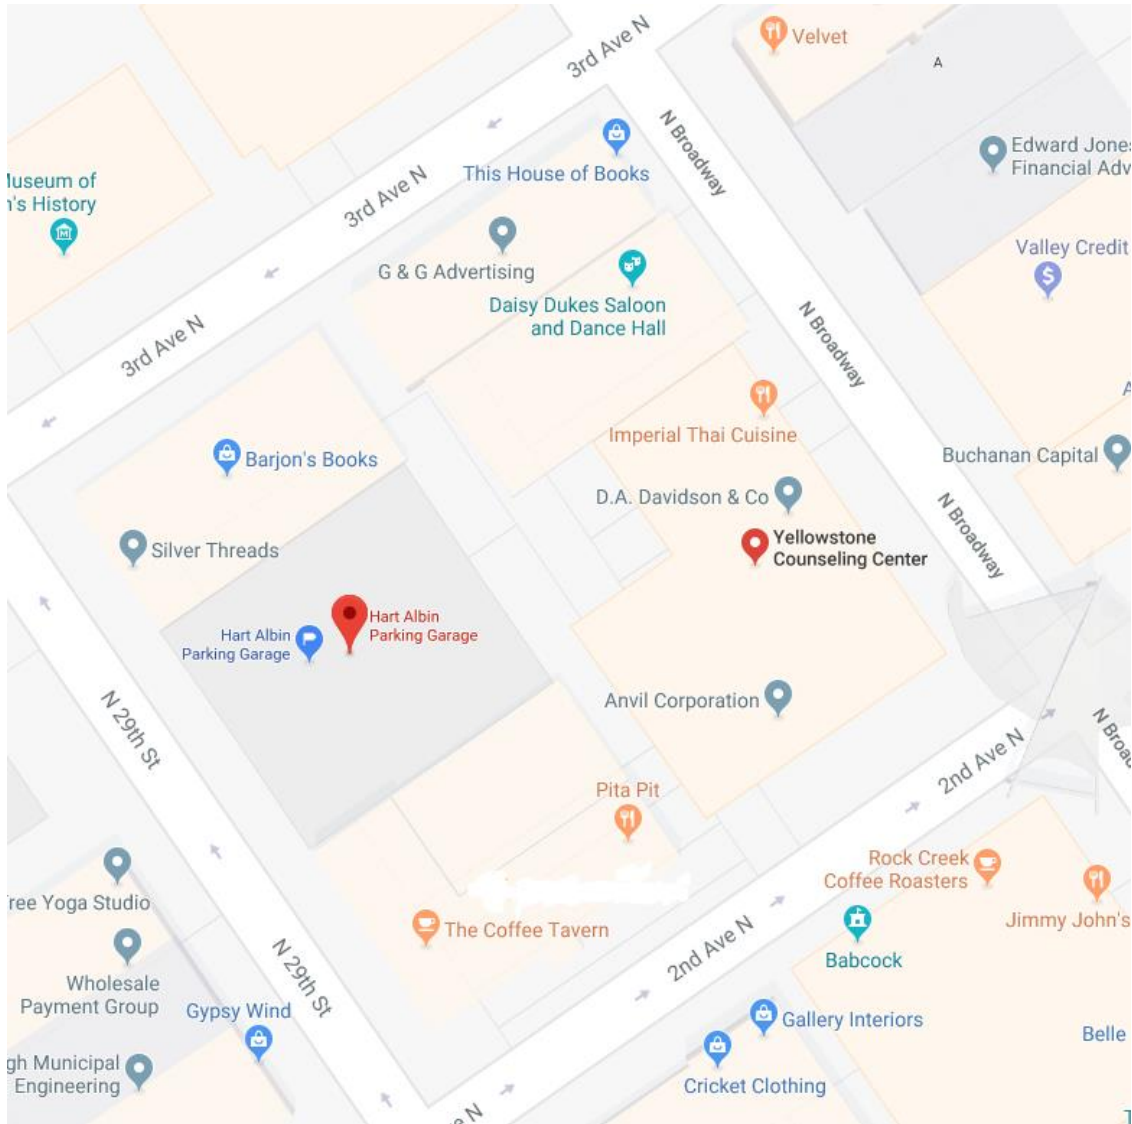 3rd Ave N
Velvet
A
N Broadway
Edward Jones
Financial Adv
This House of Books
Museum of
n's History
3rd Ave N
G & G Advertising
Valley Credit
Daisy Dukes Saloon
and Dance Hall
3rd Ave N
N Broadway
A
Imperial Thai Cuisine
Barjon's Books
Buchanan Capital
D.A. Davidson & Co
N Broadway
Silver Threads
Yellowstone
Counseling Center
Hart Albin
Parking Garage
Hart Albin
Parking Garage
N 29th St
Anvil Corporation
N Broad
2nd Ave N
Pita Pit
Rock Creek
Coffee Roasters
ree Yoga Studio
Jimmy John's
The Coffee Tavern
2nd Ave N
Babcock
N 29th St
Wholesale
Payment Group
Gypsy Wind
Gallery Interiors
Belle
gh Municipal
Engineering
Cricket Clothing
ve N